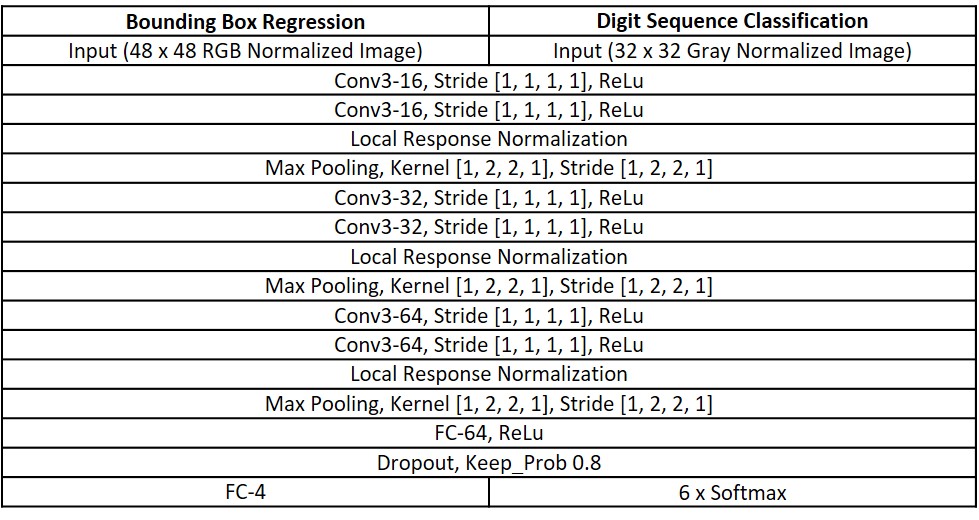 Bounding Box Regression Digit Sequence Classification
Input (48 x 48 RGB Normalized Image) Input (32 x 32 Gray Normalized Image)
Conv3-16, Stride [1, 1, 1, 1], ReLu
Conv3-16, Stride [1, 1, 1, 1], ReLu
Local Response Normalization
Max Pooling, Kernel [1, 2, 2, 1], Stride [1, 2, 2, 1]
Conv3-32, Stride [1, 1, 1, 1], ReLu
Conv3-32, Stride [1, 1, 1, 1], ReLu
Local Response Normalization
Max Pooling, Kernel [1, 2, 2, 1], Stride [1, 2, 2, 1]
Conv3-64, Stride [1, 1, 1, 1], ReLu
Conv3-64, Stride [1, 1, 1, 1], ReLu
Local Response Normalization
Max Pooling, Kernel [1, 2, 2, 1], Stride [1, 2, 2, 1]
FC-64, ReLu
Dropout, Keep_Prob 0.8
FC-4 6 x Softmax